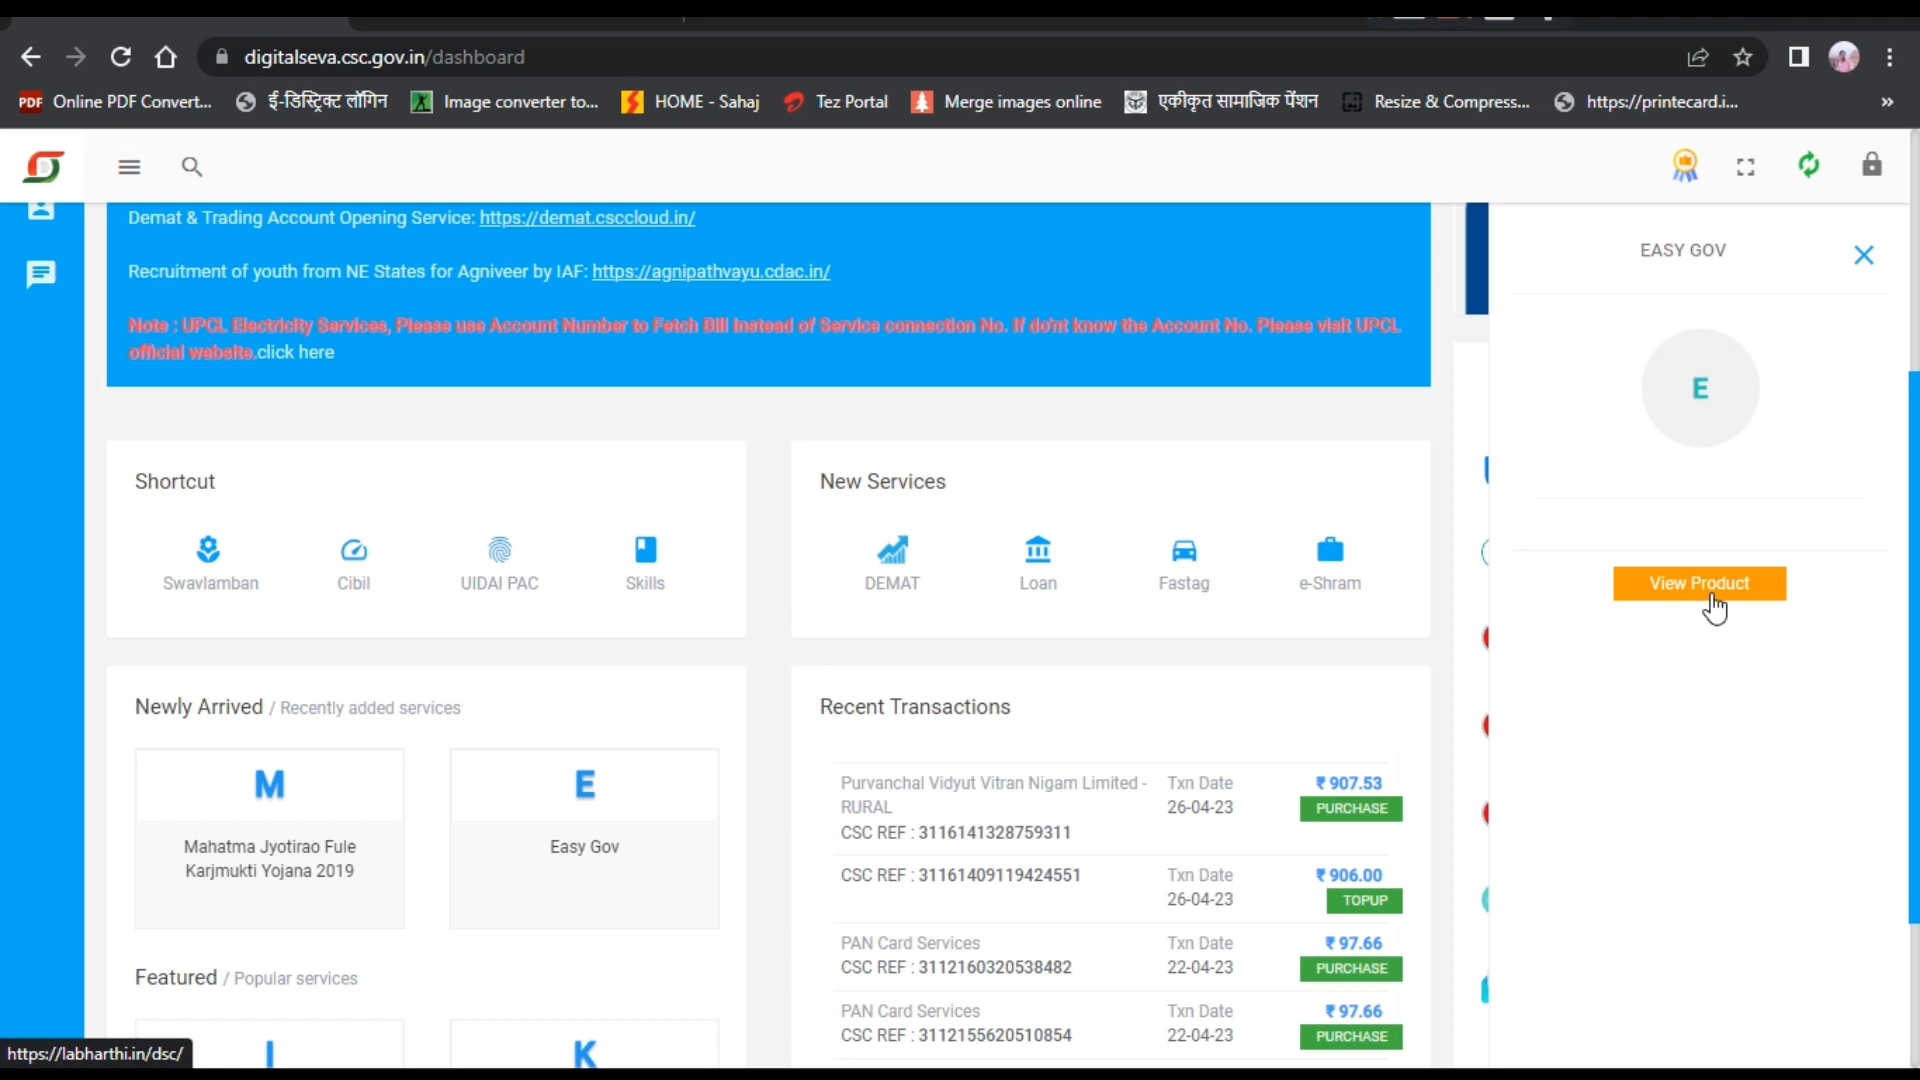 digitalseva.csc.gov.in/dashboard
PDF Online PDF Convert... ई-डिस्ट्रिक्ट लॉगिन Image converter to... HOME - Sahaj Tez Portal Merge images online एकीकृत सामाजिक पेंशन Resize & Compress... https://printecard.i... »
Demat & Trading Account Opening Service: https://demat.csccloud.in/
Recruitment of youth from NE States for Agniveer by IAF: https://agnipathvayu.cdac.in/
Note : UPCL Electricity Services, Please use Account Number to Fetch Bill instead of Service connection No. If do'nt know the Account No. Please visit UPCL
official website.click here
EASY GOV
E
View Product
Shortcut
Swavlamban Cibil UIDAI PAC Skills
New Services
DEMAT Loan Fastag e-Shram
Newly Arrived / Recently added services
M
Mahatma Jyotirao Fule
Karjmukti Yojana 2019
E
Easy Gov
Featured / Popular services
I K
Recent Transactions
Purvanchal Vidyut Vitran Nigam Limited - Txn Date ₹ 907.53
RURAL 26-04-23 PURCHASE
CSC REF : 3116141328759311
CSC REF : 31161409119424551 Txn Date ₹ 906.00
26-04-23 TOPUP
PAN Card Services Txn Date ₹ 97.66
CSC REF : 3112160320538482 22-04-23 PURCHASE
PAN Card Services Txn Date ₹ 97.66
CSC REF : 3112155620510854 22-04-23 PURCHASE
https://labharthi.in/dsc/